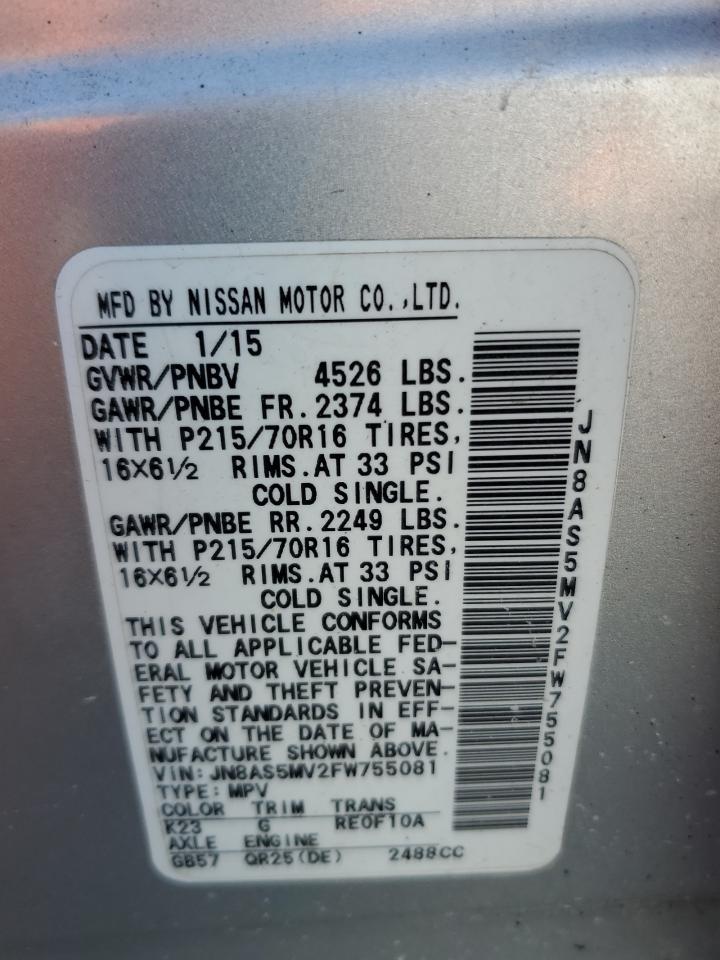 MFD BY NISSAN MOTOR CO.,LTD.
DATE 1/15
GVWR/PNBV 4526 LBS.
GAWR/PNBE FR. 2374 LBS.
WITH P215/70R16 TIRES,
16×6½ RIMS.AT 33 PSI
COLD SINGLE.
GAWR/PNBE RR. 2249 LBS.
WITH P215/70R16 TIRES,
16×6½ RIMS.AT 33 PSI
COLD SINGLE.
THIS VEHICLE CONFORMS
TO ALL APPLICABLE FED-
ERAL MOTOR VEHICLE SA-
FETY AND THEFT PREVEN-
TION STANDARDS IN EFF-
ECT ON THE DATE OF MA-
NUFACTURE SHOWN ABOVE.
VIN:JN8AS5MV2FW755081
TYPE:MPV
COLOR TRIM TRANS
K23 G RE0F10A
AXLE ENGINE
GB57 QR25(DE) 2488CC
JN8AS5MV2FW755081